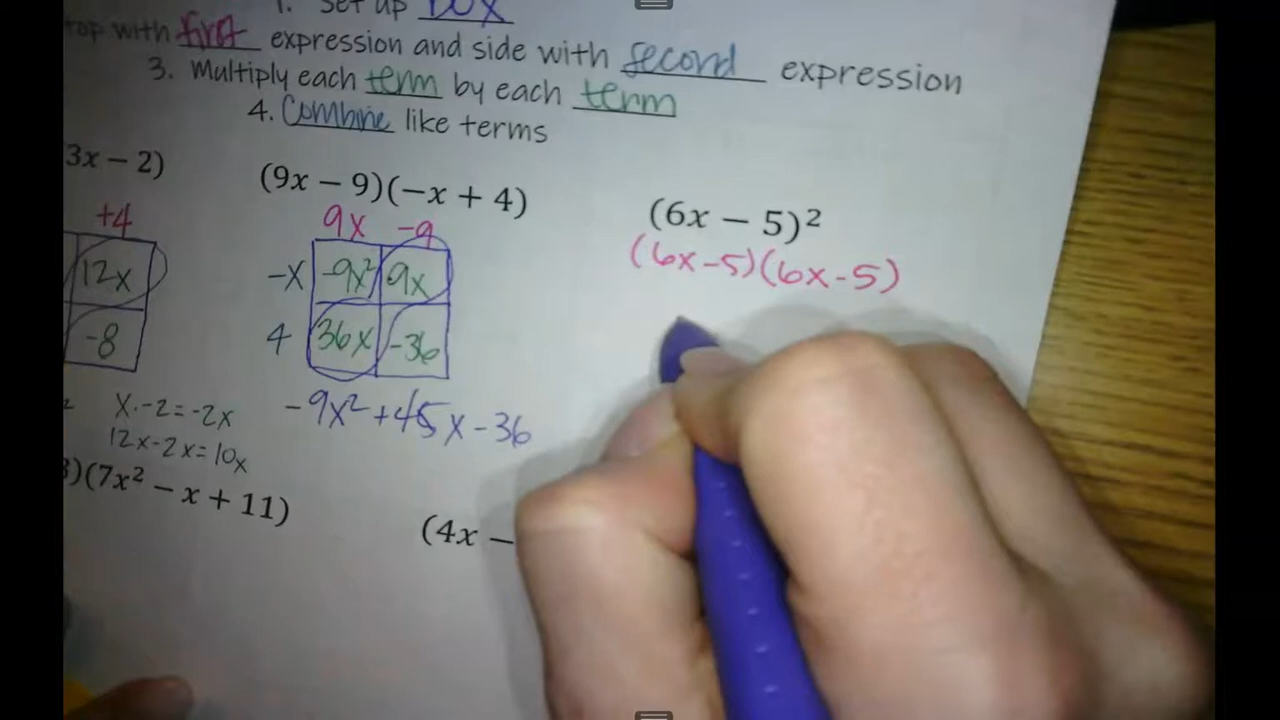 1. Set up box
top with first expression and side with second expression
3. Multiply each term by each term
4. Combine like terms
3x − 2)
(9x − 9)(−x + 4)
(6x − 5)²
+4
9x -9
(6x-5)(6x-5)
12x
-x -9x² 9x
-8
4 36x -36
x·-2=-2x
-9x²+45x-36
12x-2x=10x
)(7x² − x + 11)
(4x −